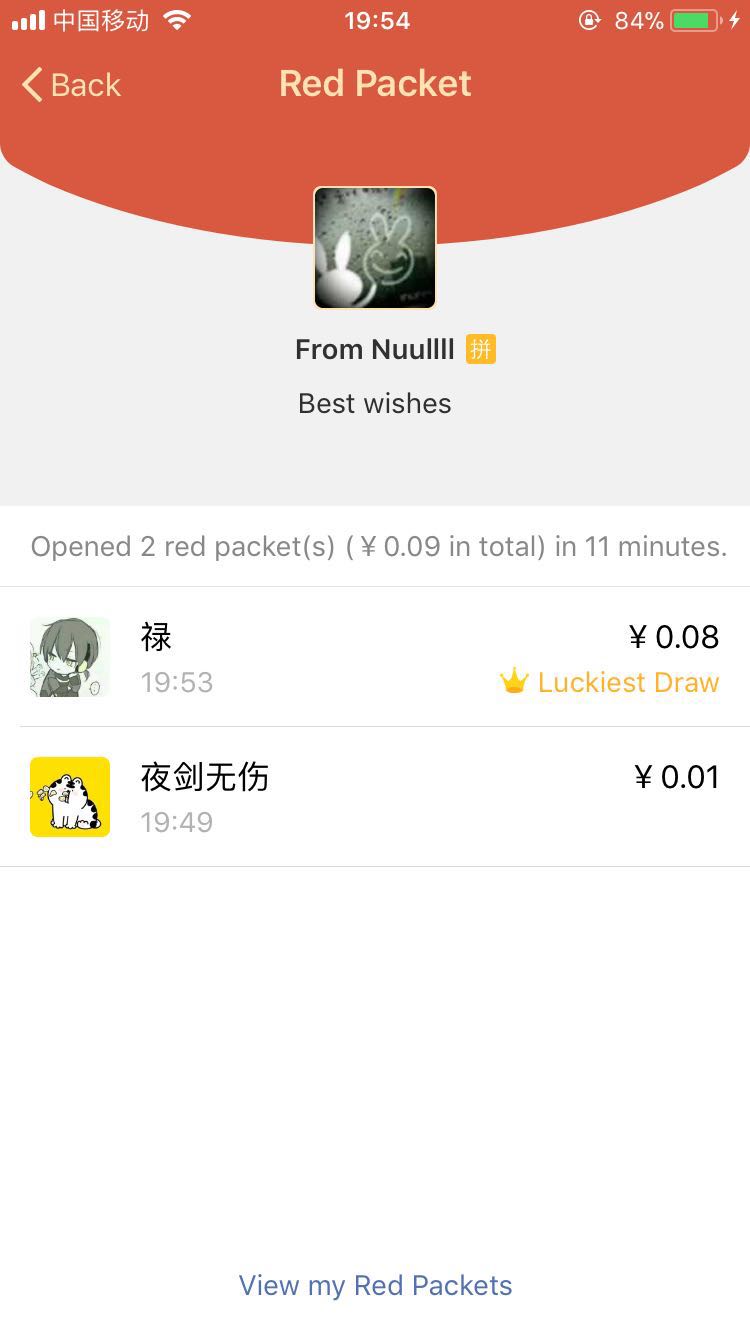 中国移动 19:54 84%
Back Red Packet
From Nuullll 拼
Best wishes
Opened 2 red packet(s) (¥0.09 in total) in 11 minutes.
禄 ¥0.08
19:53 Luckiest Draw
夜剑无伤 ¥0.01
19:49
View my Red Packets